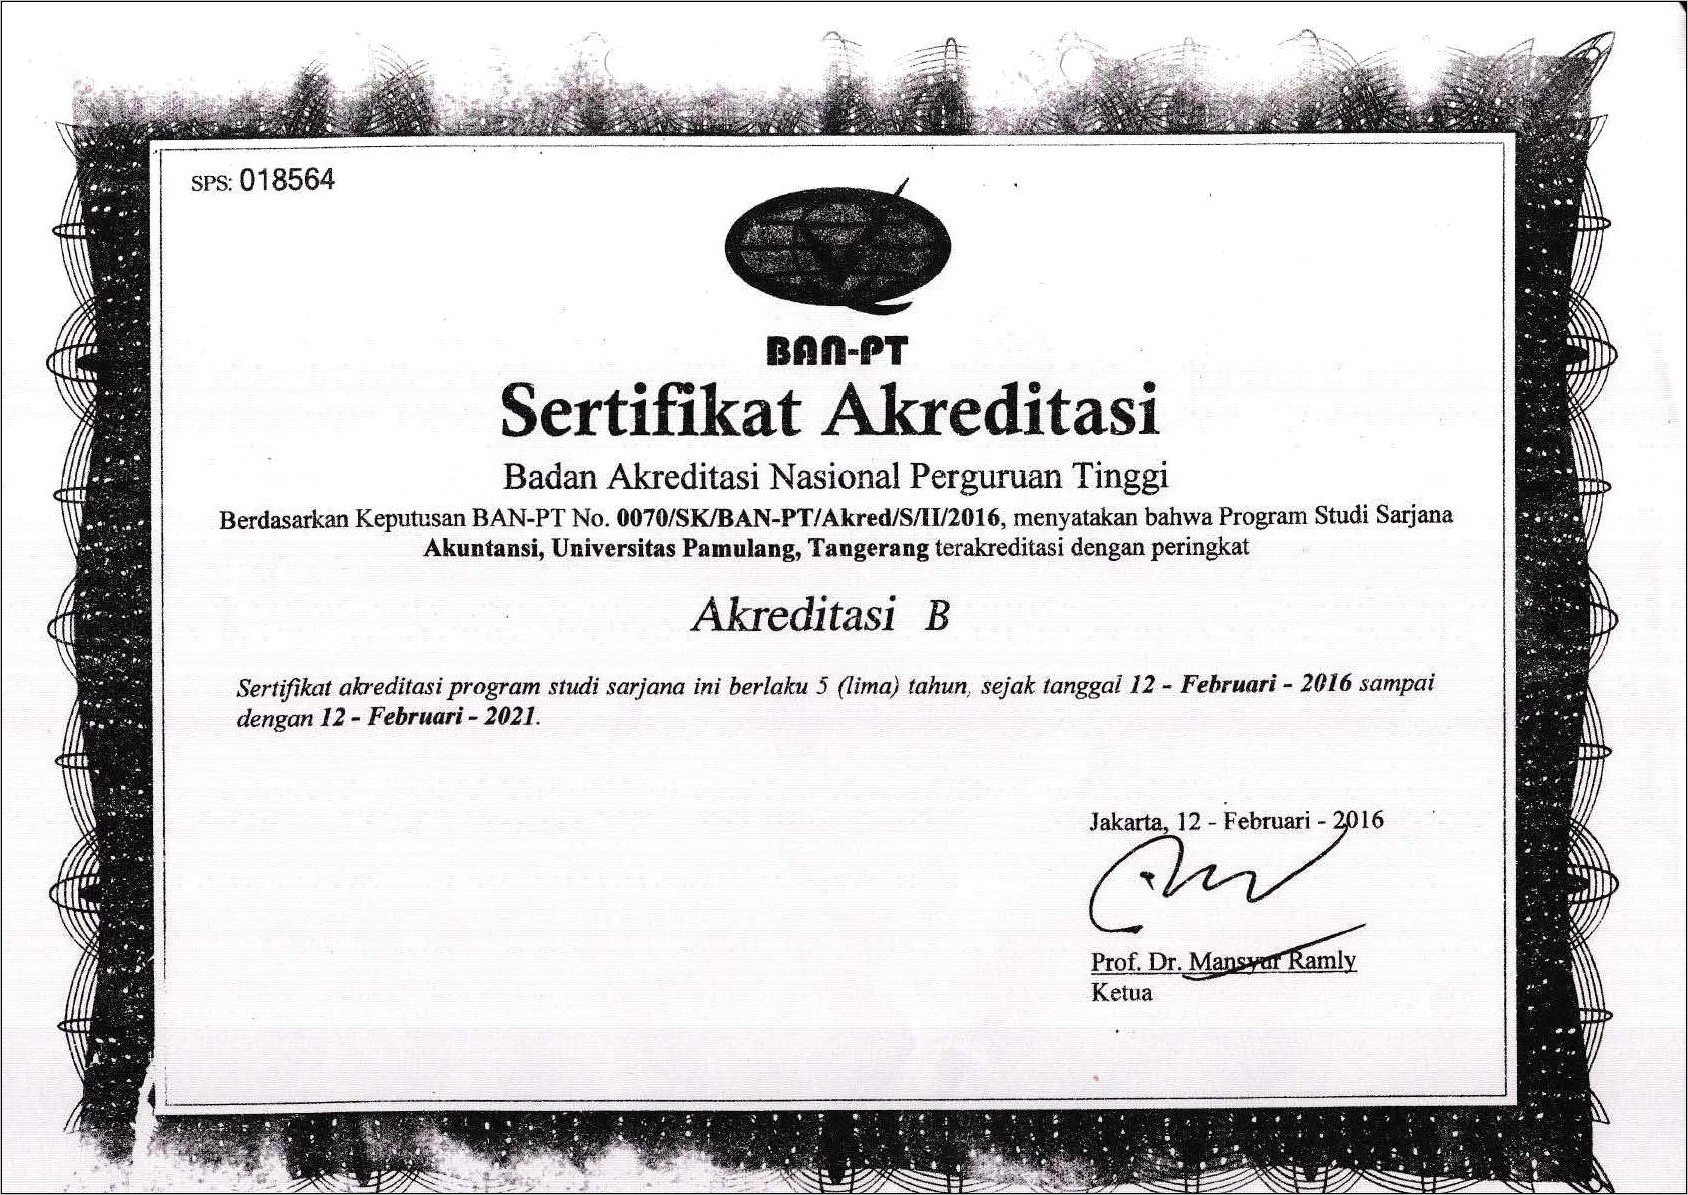 SPS: 018564
BAN-PT
Sertifikat Akreditasi
Badan Akreditasi Nasional Perguruan Tinggi
Berdasarkan Keputusan BAN-PT No. 0070/SK/BAN-PT/Akred/S/II/2016, menyatakan bahwa Program Studi Sarjana
Akuntansi, Universitas Pamulang, Tangerang terakreditasi dengan peringkat
Akreditasi B
Sertifikat akreditasi program studi sarjana ini berlaku 5 (lima) tahun, sejak tanggal 12 - Februari - 2016 sampai
dengan 12 - Februari - 2021.
Jakarta, 12 - Februari - 2016
Prof. Dr. Mansyur Ramly
Ketua